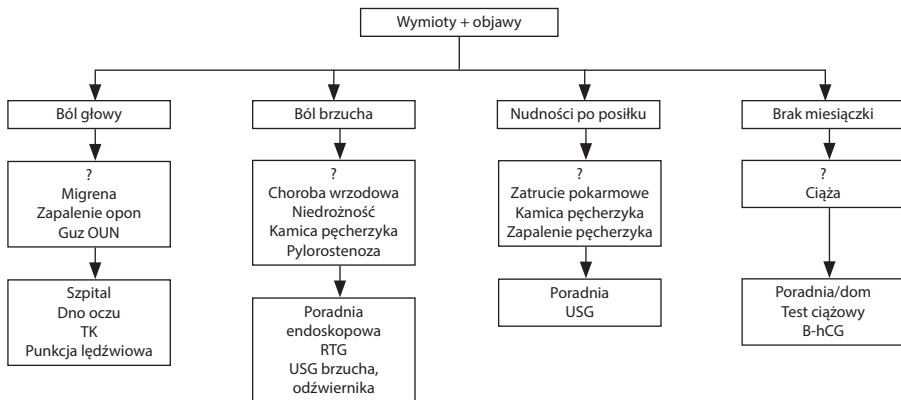 Wymioty + objawy
Ból głowy
Ból brzucha
Nudności po posiłku
Brak miesiączki
?
Migrena
Zapalenie opon
Guz OUN
?
Choroba wrzodowa
Niedrożność
Kamica pęcherzyka
Pylorostenoza
?
Zatrucie pokarmowe
Kamica pęcherzyka
Zapalenie pęcherzyka
?
Ciąża
Szpital
Dno oczu
TK
Punkcja lędźwiowa
Poradnia
endoskopowa
RTG
USG brzucha,
odźwiernika
Poradnia
USG
Poradnia/dom
Test ciążowy
B-hCG